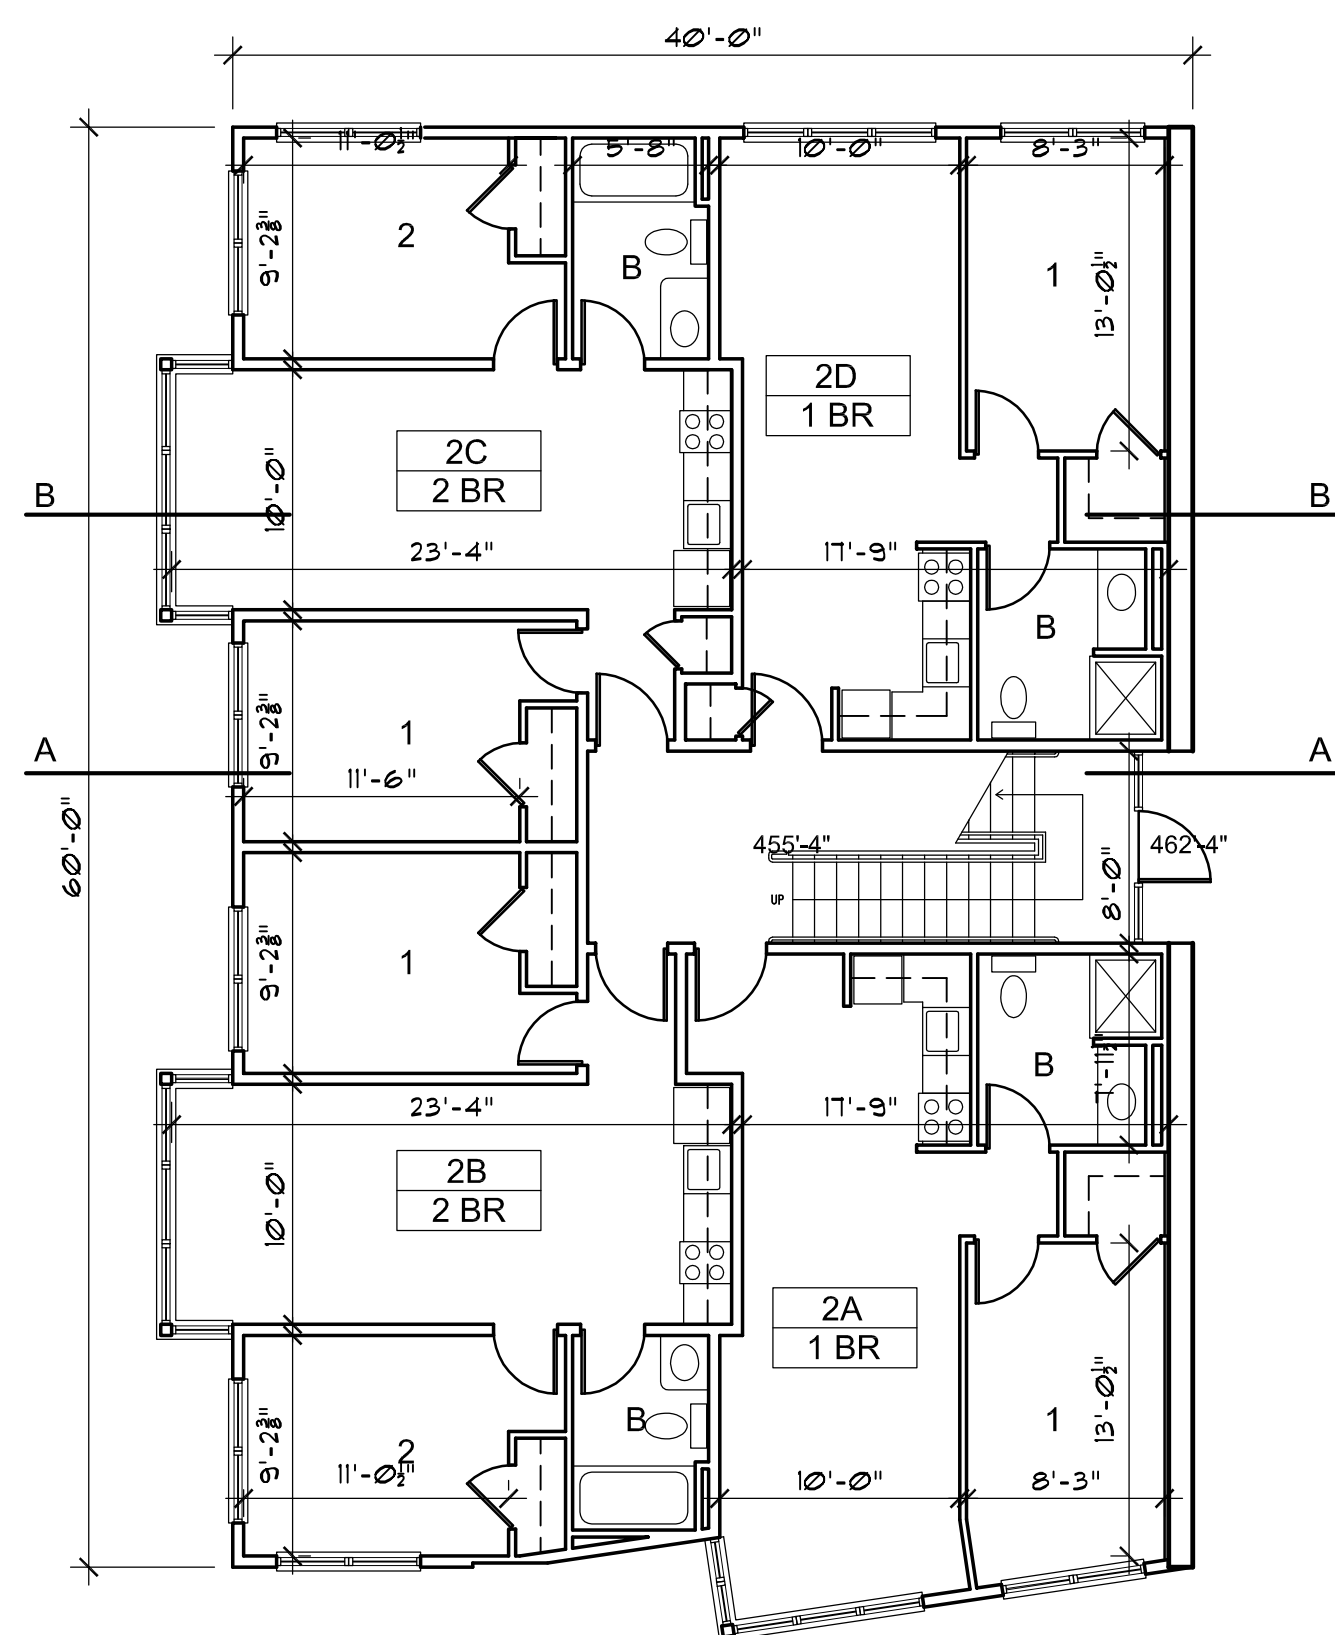 40'-0"
11'-0½"
5'-8"
10'-0"
8'-3"
9'-2⅜"
2
B
1
13'-0½"
2D
1 BR
2C
2 BR
B
10'-0"
B
23'-4"
17'-9"
B
9'-2⅜"
1
A
A
11'-6"
60'-0"
455'-4"
462'-4"
UP
8'-0"
9'-2⅜"
1
B
23'-4"
17'-9"
2B
2 BR
10'-0"
2A
1 BR
9'-2⅜"
2
B
1
13'-0½"
11'-0½"
10'-0"
8'-3"